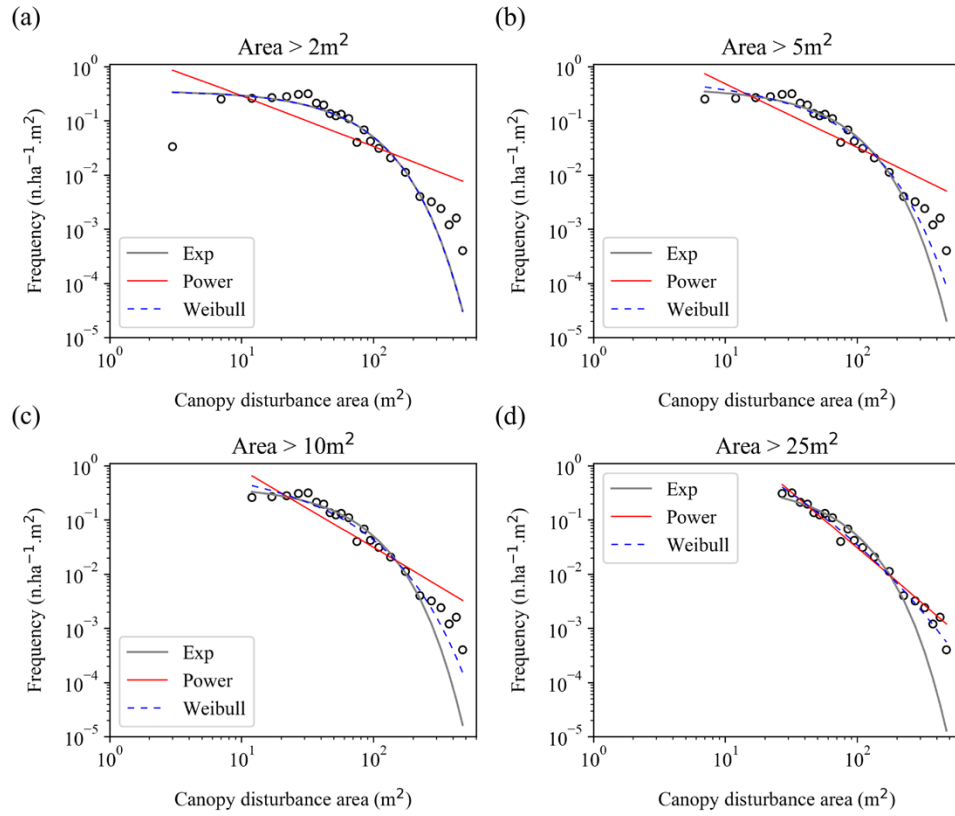 (a)
Area > 2m²
Frequency (n.ha⁻¹.m²)
10⁰
10⁻¹
10⁻²
10⁻³
10⁻⁴
10⁻⁵
Exp
Power
Weibull
10⁰ 10¹ 10²
Canopy disturbance area (m²)
(b)
Area > 5m²
Frequency (n.ha⁻¹.m²)
10⁰
10⁻¹
10⁻²
10⁻³
10⁻⁴
10⁻⁵
Exp
Power
Weibull
10⁰ 10¹ 10²
Canopy disturbance area (m²)
(c)
Area > 10m²
Frequency (n.ha⁻¹.m²)
10⁰
10⁻¹
10⁻²
10⁻³
10⁻⁴
10⁻⁵
Exp
Power
Weibull
10⁰ 10¹ 10²
Canopy disturbance area (m²)
(d)
Area > 25m²
Frequency (n.ha⁻¹.m²)
10⁰
10⁻¹
10⁻²
10⁻³
10⁻⁴
10⁻⁵
Exp
Power
Weibull
10⁰ 10¹ 10²
Canopy disturbance area (m²)